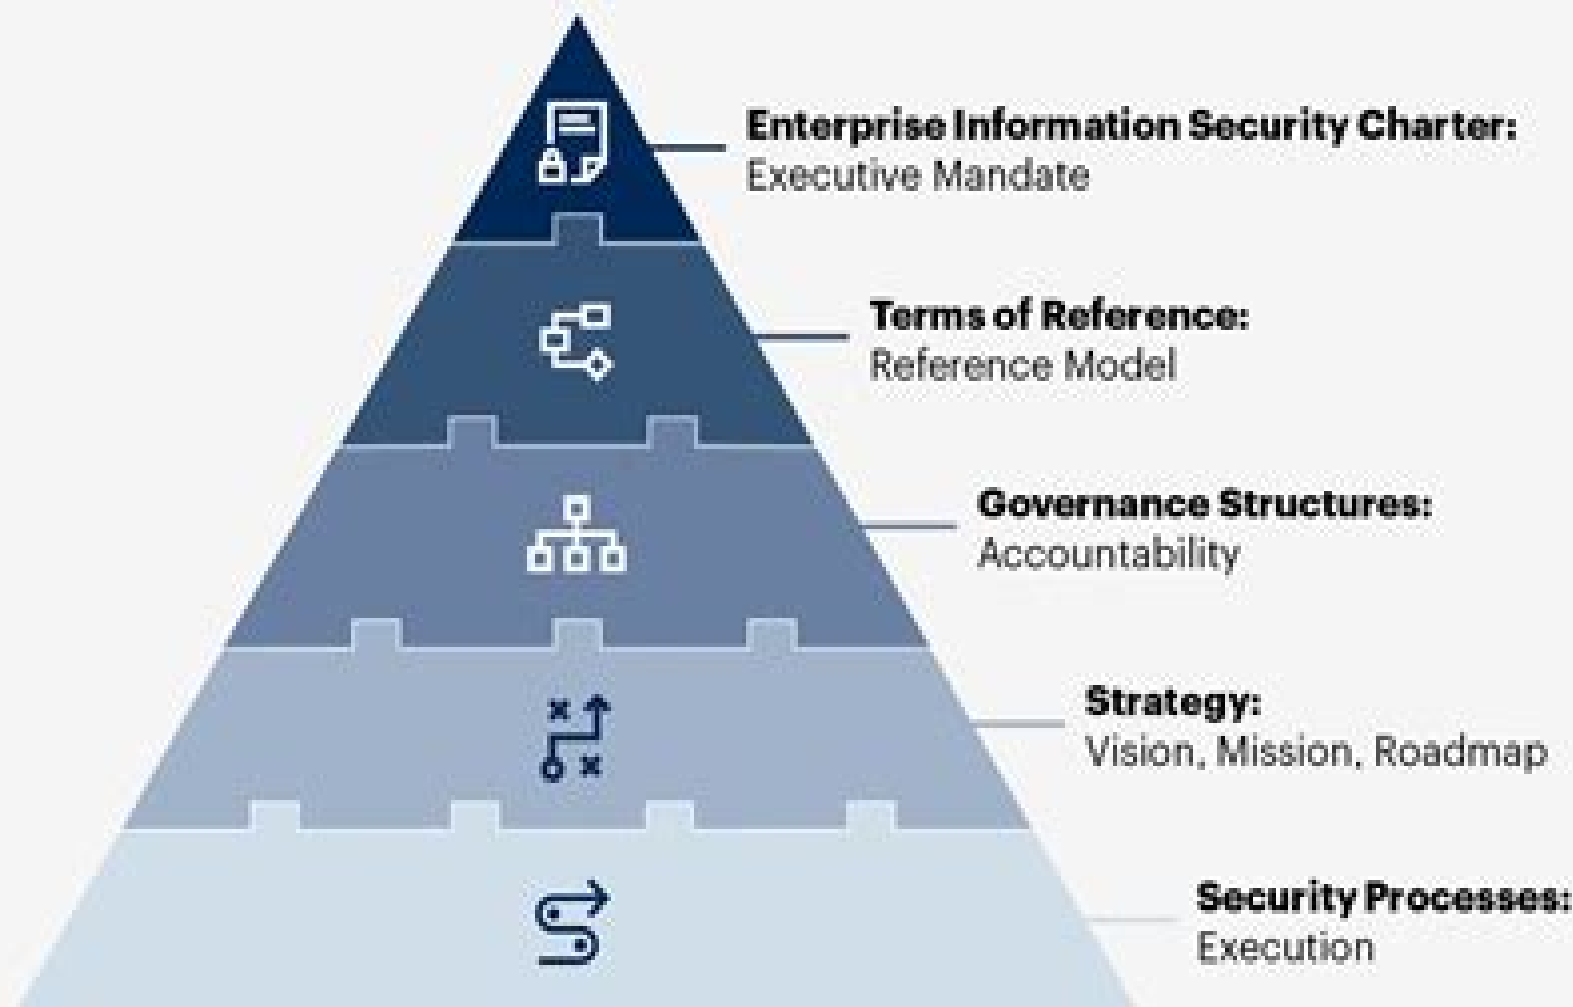 Enterprise Information Security Charter:
Executive Mandate
Terms of Reference:
Reference Model
Governance Structures:
Accountability
Strategy:
Vision, Mission, Roadmap
Security Processes:
Execution